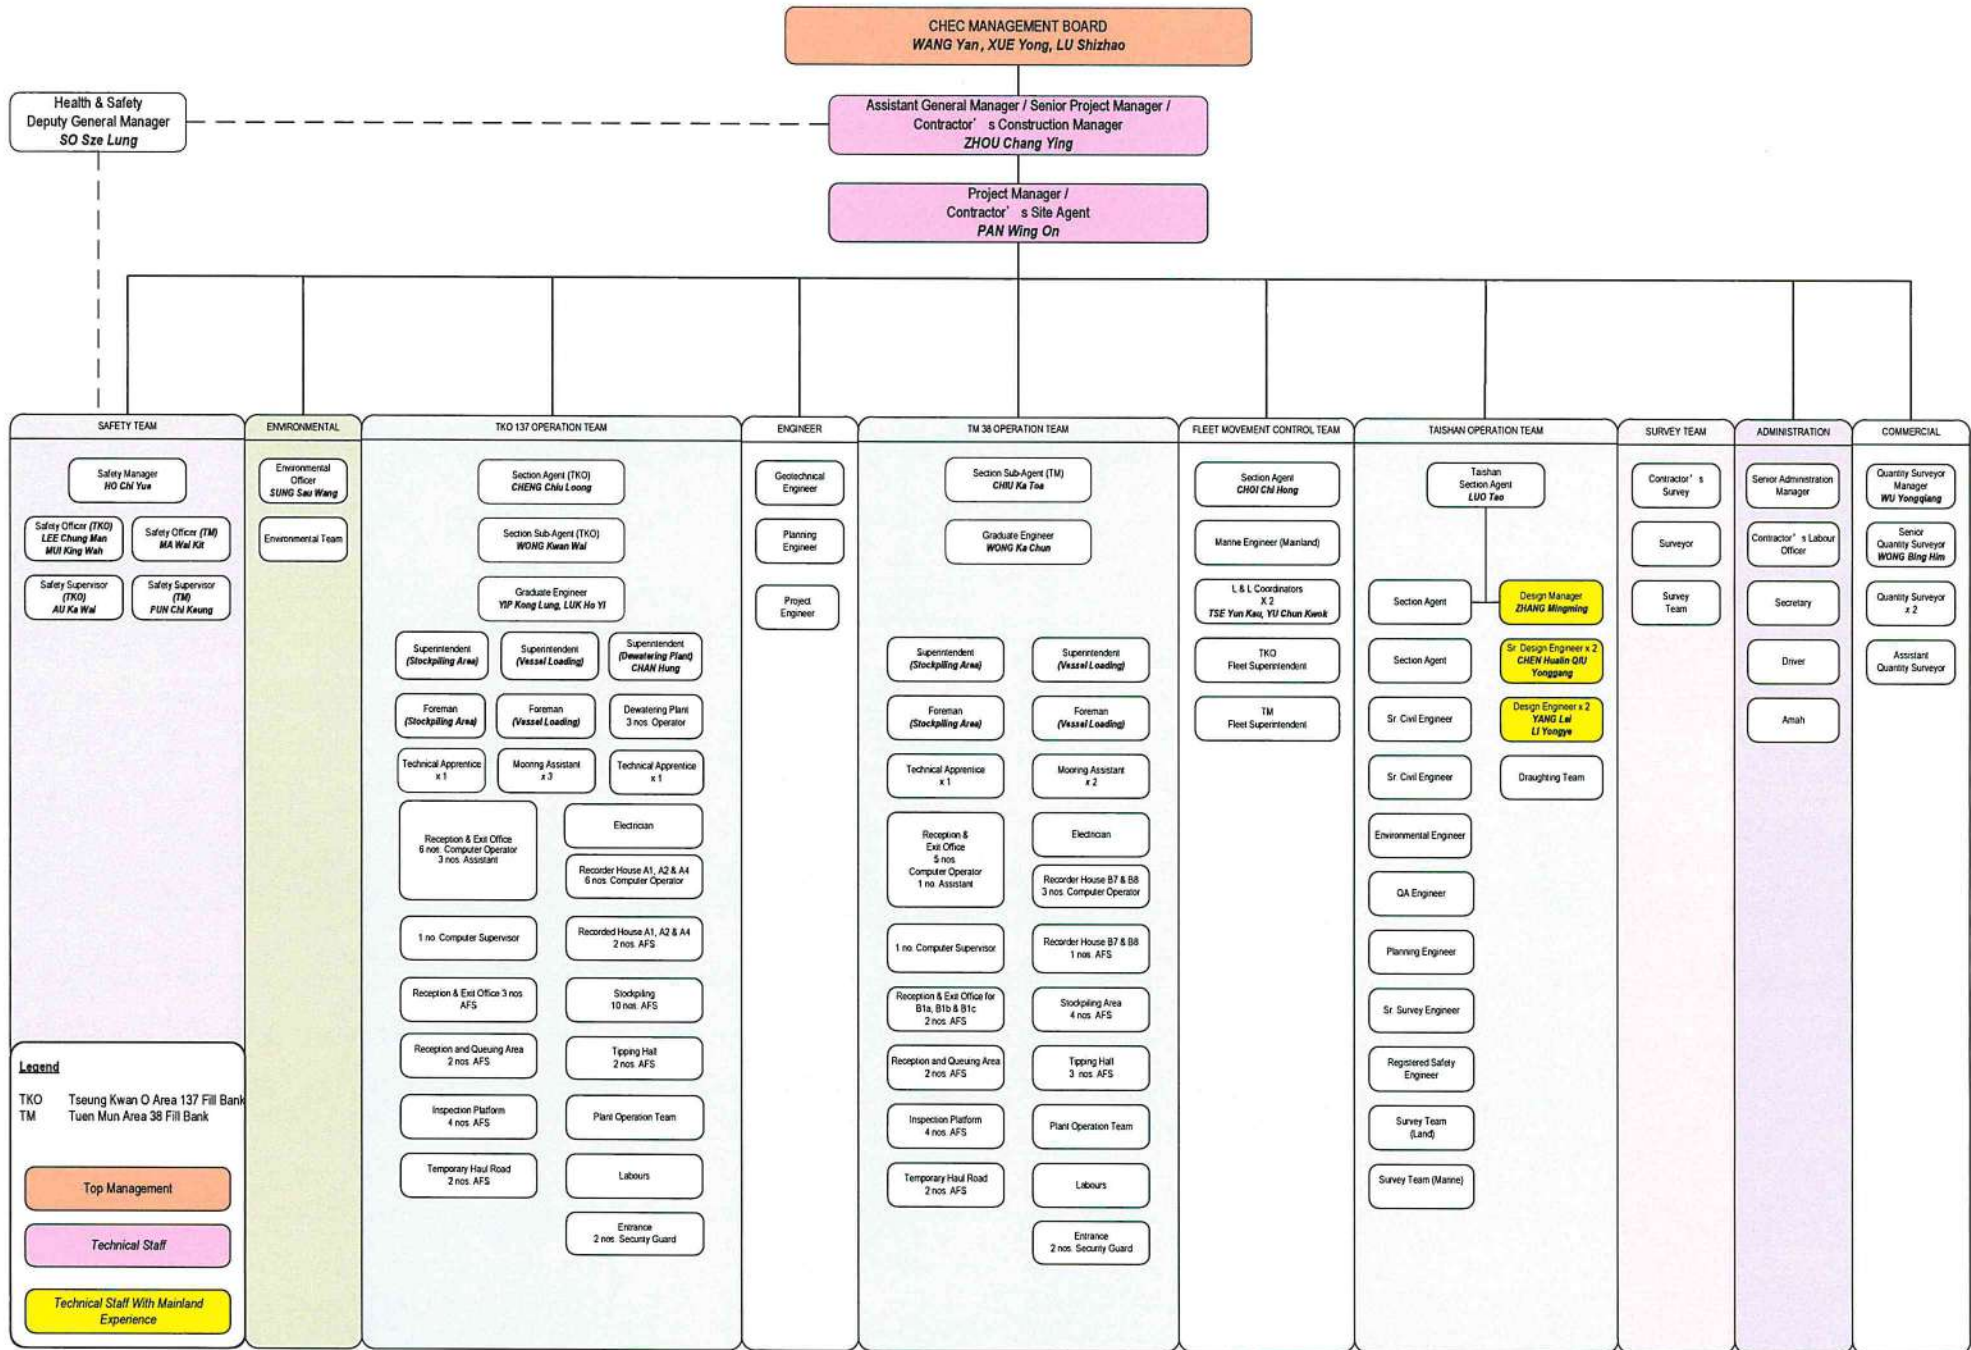 CHEC MANAGEMENT BOARD
WANG Yan , XUE Yong, LU Shizhao
Health & Safety
Deputy General Manager
SO Sze Lung
Assistant General Manager / Senior Project Manager /
Contractor's Construction Manager
ZHOU Chang Ying
Project Manager /
Contractor's Site Agent
PAN Wing On
SAFETY TEAM
Safety Manager
HO Chi Yue
Safety Officer (TKO)
LEE Chung Man
MUI King Wah
Safety Officer (TM)
MA Wai Kit
Safety Supervisor
(TKO)
AU Ka Wai
Safety Supervisor
(TM)
PUN Chi Keung
ENVIRONMENTAL
Environmental
Officer
SUNG Sau Wang
Environmental Team
TKO 137 OPERATION TEAM
Section Agent (TKO)
CHENG Chiu Loong
Section Sub-Agent (TKO)
WONG Kwan Wai
Graduate Engineer
YIP Kong Lung, LUK Ho Yi
Superintendent
(Stockpiling Area)
Superintendent
(Vessel Loading)
Superintendent
(Dewatering Plant)
CHAN Hung
Foreman
(Stockpiling Area)
Foreman
(Vessel Loading)
Dewatering Plant
3 nos. Operator
Technical Apprentice
x 1
Mooring Assistant
x 3
Technical Apprentice
x 1
Reception & Exit Office
6 nos. Computer Operator
3 nos. Assistant
Electrician
Recorder House A1, A2 & A4
6 nos. Computer Operator
1 no. Computer Supervisor
Recorded House A1, A2 & A4
2 nos. AFS
Reception & Exit Office 3 nos
AFS
Stockpiling
10 nos. AFS
Reception and Queuing Area
2 nos. AFS
Tipping Hall
2 nos. AFS
Inspection Platform
4 nos. AFS
Plant Operation Team
Temporary Haul Road
2 nos. AFS
Labours
Entrance
2 nos. Security Guard
ENGINEER
Geotechnical
Engineer
Planning
Engineer
Project
Engineer
TM 38 OPERATION TEAM
Section Sub-Agent (TM)
CHIU Ka Toa
Graduate Engineer
WONG Ka Chun
Superintendent
(Stockpiling Area)
Superintendent
(Vessel Loading)
Foreman
(Stockpiling Area)
Foreman
(Vessel Loading)
Technical Apprentice
x 1
Mooring Assistant
x 2
Reception &
Exit Office
5 nos
Computer Operator
1 no. Assistant
Electrician
Recorder House B7 & B8
3 nos. Computer Operator
1 no. Computer Supervisor
Recorder House B7 & B8
1 nos. AFS
Reception & Exit Office for
B1a, B1b & B1c
2 nos. AFS
Stockpiling Area
4 nos. AFS
Reception and Queuing Area
2 nos. AFS
Tipping Hall
3 nos. AFS
Inspection Platform
4 nos. AFS
Plant Operation Team
Temporary Haul Road
2 nos. AFS
Labours
Entrance
2 nos. Security Guard
FLEET MOVEMENT CONTROL TEAM
Section Agent
CHOI Chi Hong
Marine Engineer (Mainland)
L & L Coordinators
X 2
TSE Yun Kau, YU Chun Kwok
TKO
Fleet Superintendent
TM
Fleet Superintendent
TAISHAN OPERATION TEAM
Taishan
Section Agent
LUO Tao
Section Agent
Design Manager
ZHANG Mingming
Section Agent
Sr. Design Engineer x 2
CHEN Hualin QIU
Yonggang
Sr. Civil Engineer
Design Engineer x 2
YANG Lei
LI Yongye
Sr. Civil Engineer
Draughting Team
Environmental Engineer
QA Engineer
Planning Engineer
Sr. Survey Engineer
Registered Safety
Engineer
Survey Team
(Land)
Survey Team (Marine)
SURVEY TEAM
Contractor's
Survey
Surveyor
Survey
Team
ADMINISTRATION
Senior Administration
Manager
Contractor's Labour
Officer
Secretary
Driver
Amah
COMMERCIAL
Quantity Surveyor
Manager
WU Yongqiang
Senior
Quantity Surveyor
WONG Bing Him
Quantity Surveyor
x 2
Assistant
Quantity Surveyor
Legend
TKO Tseung Kwan O Area 137 Fill Bank
TM Tuen Mun Area 38 Fill Bank
Top Management
Technical Staff
Technical Staff With Mainland
Experience